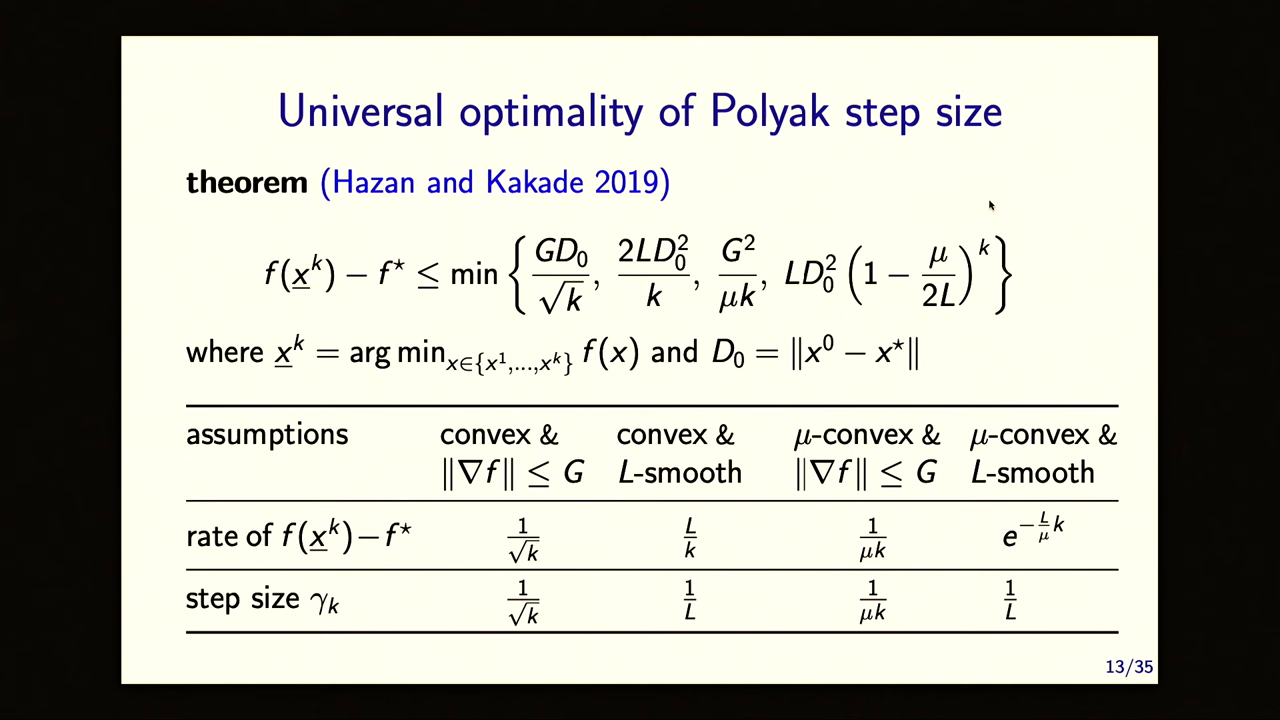 Universal optimality of Polyak step size
theorem (Hazan and Kakade 2019)
f(x̲ᵏ) − f⋆ ≤ min { GD₀/√k, 2LD₀²/k, G²/μk, LD₀² (1 − μ/2L)ᵏ }
where x̲ᵏ = arg min_{x∈{x¹,...,xᵏ}} f(x) and D₀ = ‖x⁰ − x⋆‖
assumptions convex & convex & μ-convex & μ-convex &
‖∇f‖ ≤ G L-smooth ‖∇f‖ ≤ G L-smooth
rate of f(x̲ᵏ)−f⋆ 1/√k L/k 1/μk e^{−(L/μ)k}
step size γₖ 1/√k 1/L 1/μk 1/L
13/35